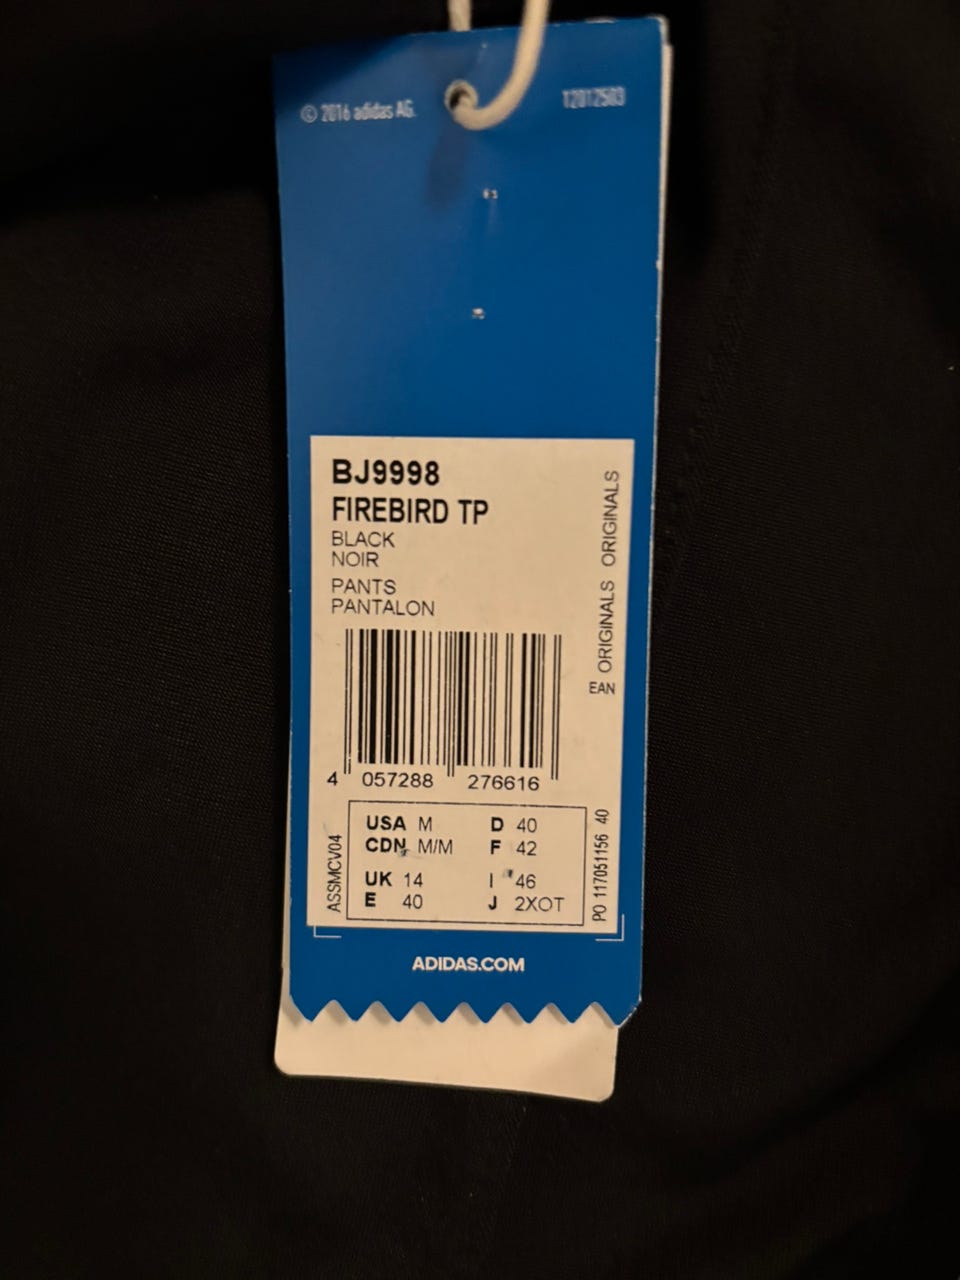 © 2016 adidas AG.
12012503
BJ9998
FIREBIRD TP
BLACK
NOIR
PANTS
PANTALON
ORIGINALS ORIGINALS
EAN
4 057288 276616
USA M D 40
CDN M/M F 42
UK 14 I 46
E 40 J 2XOT
ASSMCV04
PO 117051156 40
ADIDAS.COM